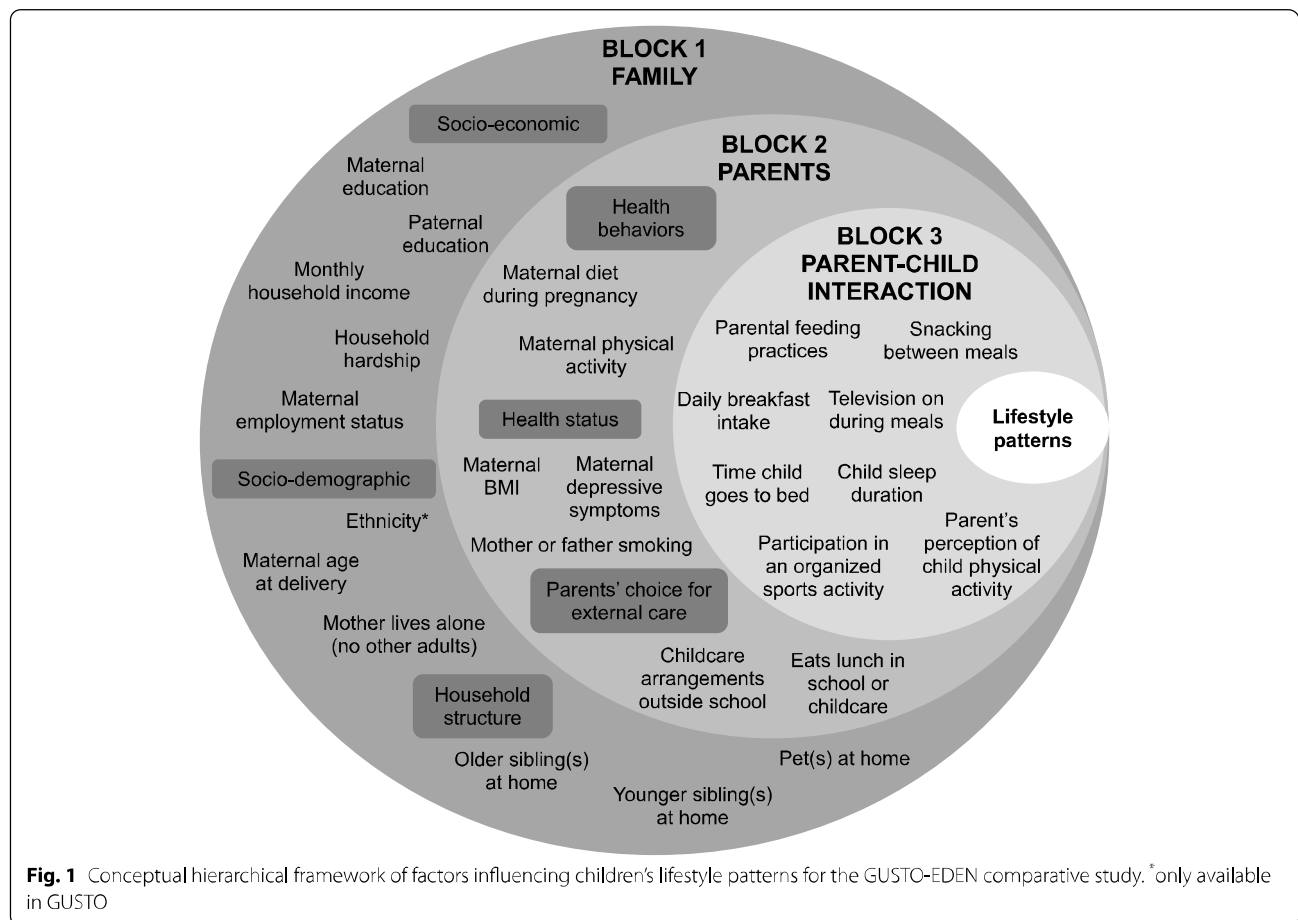 BLOCK 1
FAMILY
Socio-economic
Maternal
education
Paternal
education
Monthly
household income
Household
hardship
Maternal
employment status
Socio-demographic
Ethnicity*
Maternal age
at delivery
Mother lives alone
(no other adults)
Household
structure
Older sibling(s)
at home
Younger sibling(s)
at home
Pet(s) at home
BLOCK 2
PARENTS
Health
behaviors
Maternal diet
during pregnancy
Maternal physical
activity
Health status
Maternal
BMI
Maternal
depressive
symptoms
Mother or father smoking
Parents' choice for
external care
Childcare
arrangements
outside school
Eats lunch in
school or
childcare
BLOCK 3
PARENT-CHILD
INTERACTION
Parental feeding
practices
Snacking
between meals
Daily breakfast
intake
Television on
during meals
Time child
goes to bed
Child sleep
duration
Participation in
an organized
sports activity
Parent's
perception of
child physical
activity
Lifestyle
patterns
Fig. 1 Conceptual hierarchical framework of factors influencing children's lifestyle patterns for the GUSTO-EDEN comparative study. *only available
in GUSTO